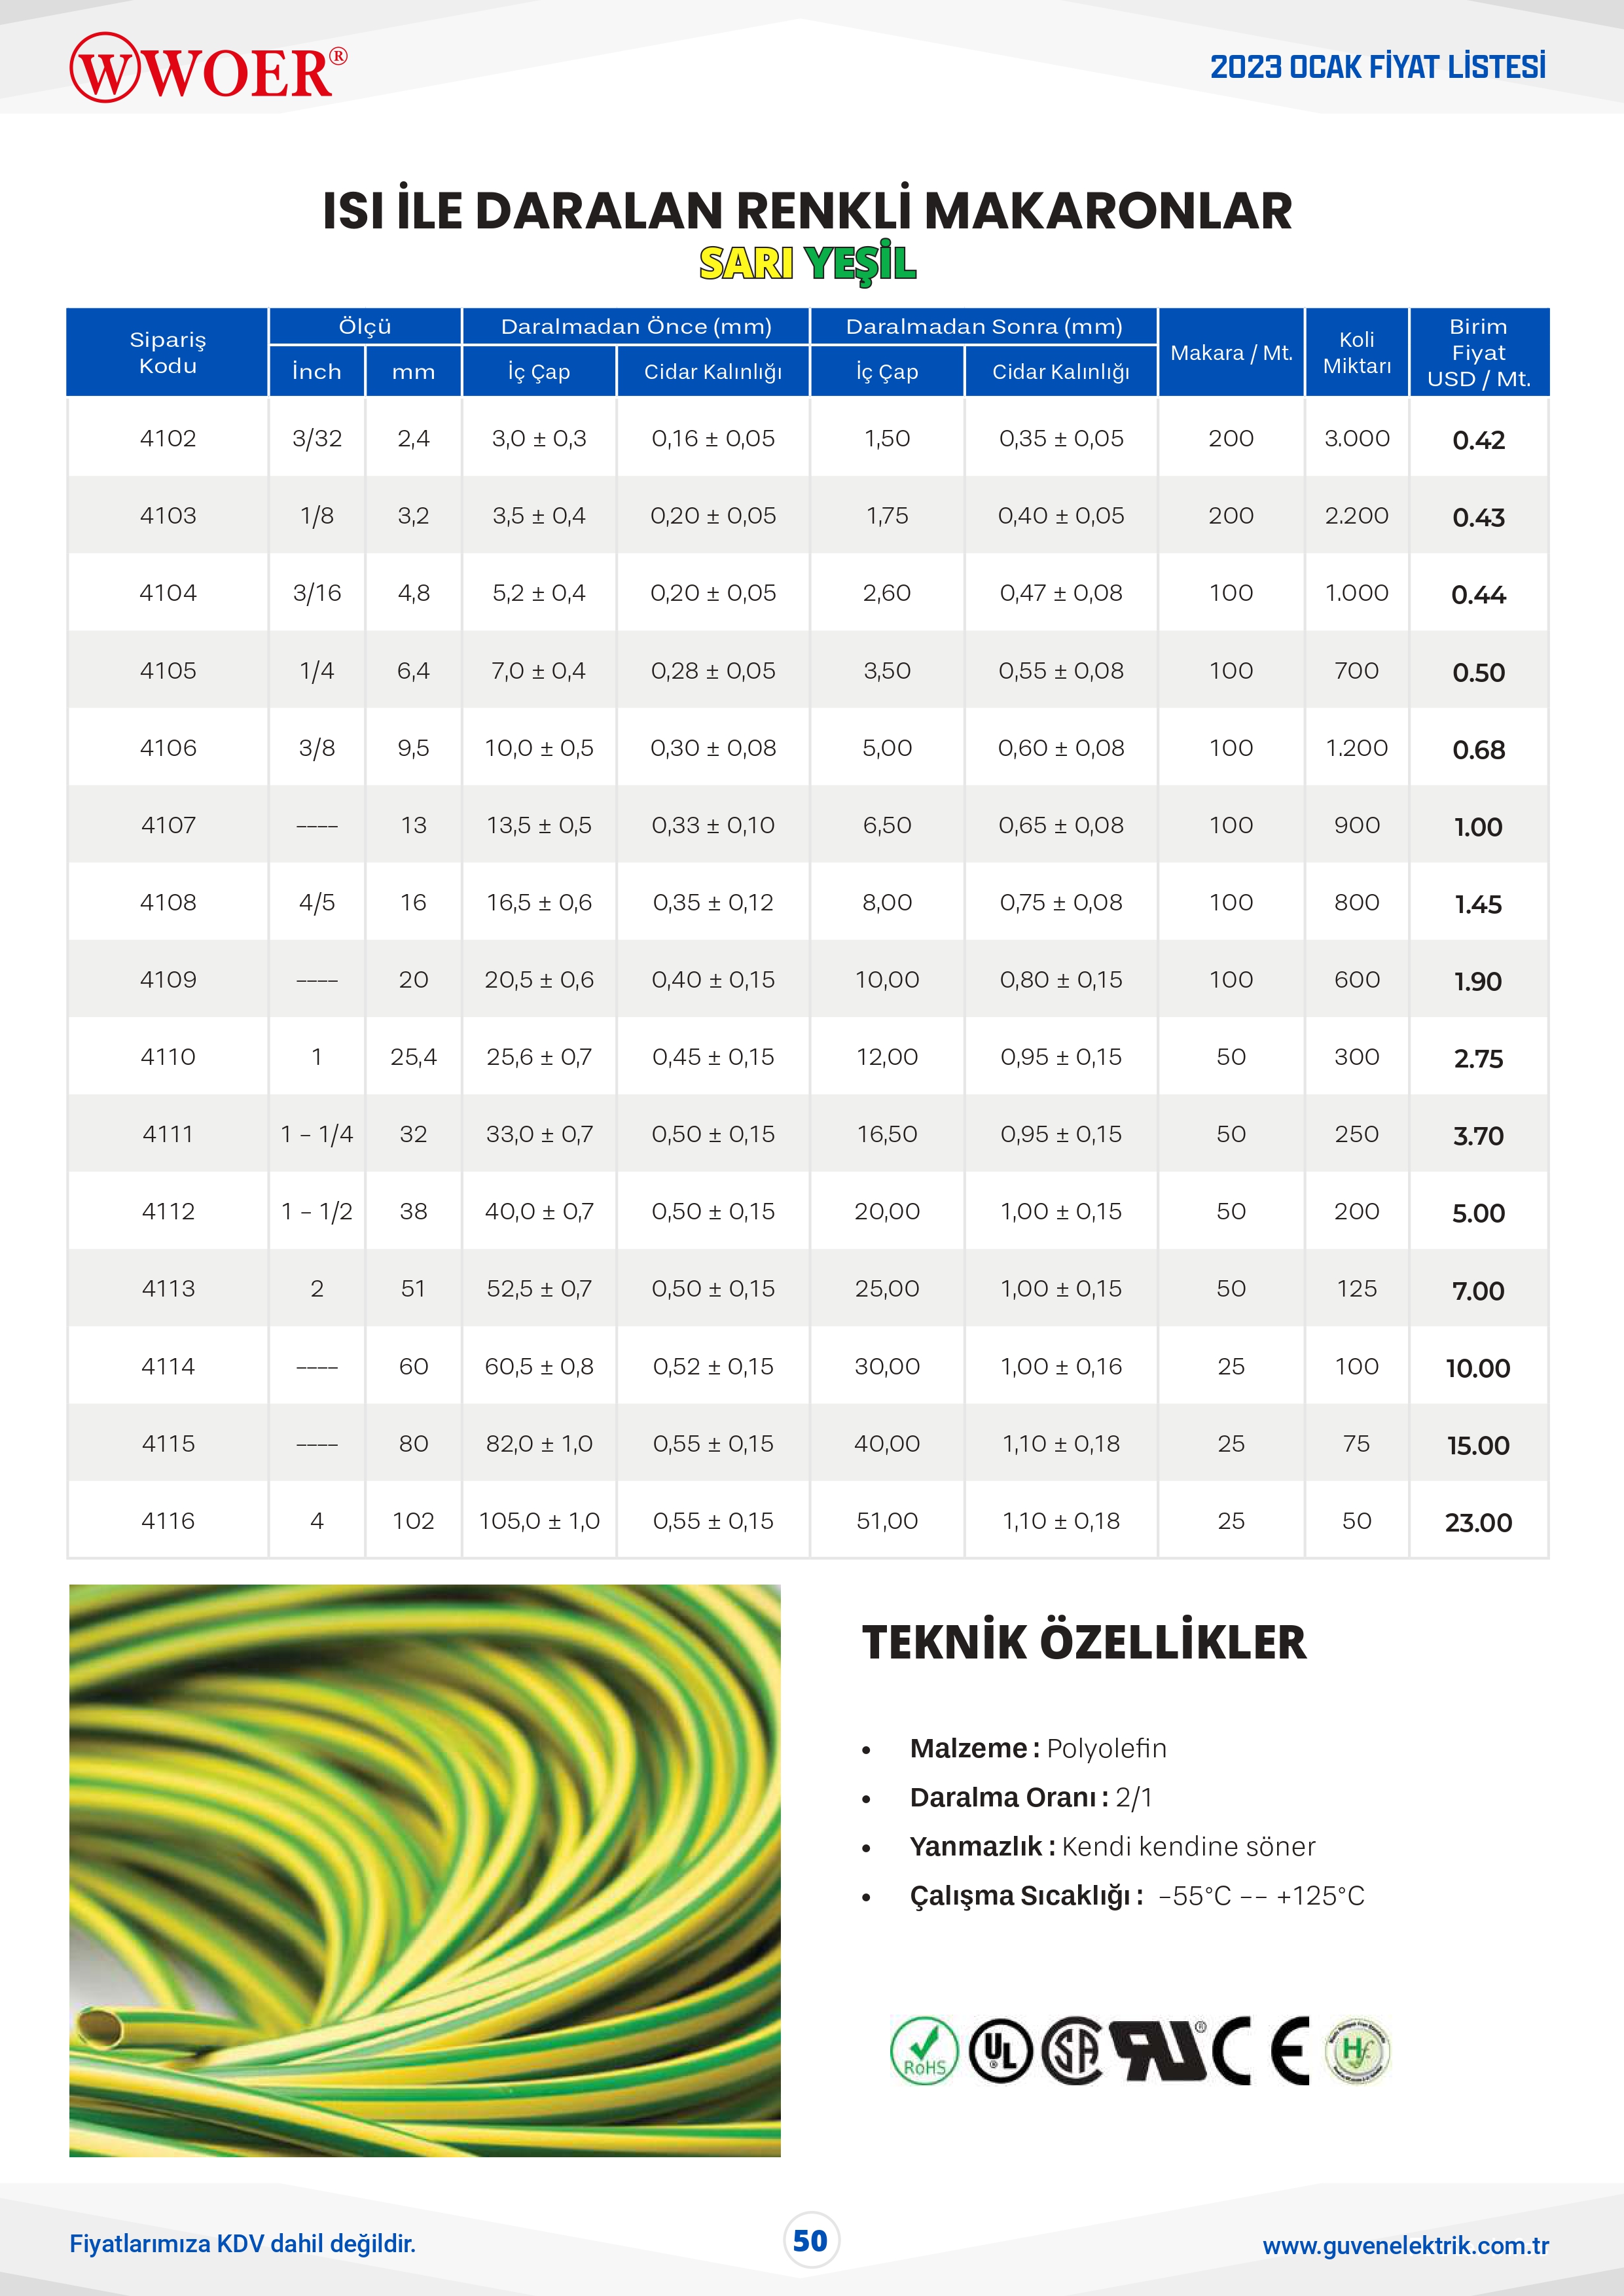 WWOER®
2023 OCAK FİYAT LİSTESİ
ISI İLE DARALAN RENKLİ MAKARONLAR
SARI YEŞİL
Sipariş Kodu Ölçü Daralmadan Önce (mm) Daralmadan Sonra (mm) Makara / Mt. Koli Miktarı Birim Fiyat USD / Mt.
İnch mm İç Çap Cidar Kalınlığı İç Çap Cidar Kalınlığı
4102 3/32 2,4 3,0 ± 0,3 0,16 ± 0,05 1,50 0,35 ± 0,05 200 3.000 0.42
4103 1/8 3,2 3,5 ± 0,4 0,20 ± 0,05 1,75 0,40 ± 0,05 200 2.200 0.43
4104 3/16 4,8 5,2 ± 0,4 0,20 ± 0,05 2,60 0,47 ± 0,08 100 1.000 0.44
4105 1/4 6,4 7,0 ± 0,4 0,28 ± 0,05 3,50 0,55 ± 0,08 100 700 0.50
4106 3/8 9,5 10,0 ± 0,5 0,30 ± 0,08 5,00 0,60 ± 0,08 100 1.200 0.68
4107 ---- 13 13,5 ± 0,5 0,33 ± 0,10 6,50 0,65 ± 0,08 100 900 1.00
4108 4/5 16 16,5 ± 0,6 0,35 ± 0,12 8,00 0,75 ± 0,08 100 800 1.45
4109 ---- 20 20,5 ± 0,6 0,40 ± 0,15 10,00 0,80 ± 0,15 100 600 1.90
4110 1 25,4 25,6 ± 0,7 0,45 ± 0,15 12,00 0,95 ± 0,15 50 300 2.75
4111 1 - 1/4 32 33,0 ± 0,7 0,50 ± 0,15 16,50 0,95 ± 0,15 50 250 3.70
4112 1 - 1/2 38 40,0 ± 0,7 0,50 ± 0,15 20,00 1,00 ± 0,15 50 200 5.00
4113 2 51 52,5 ± 0,7 0,50 ± 0,15 25,00 1,00 ± 0,15 50 125 7.00
4114 ---- 60 60,5 ± 0,8 0,52 ± 0,15 30,00 1,00 ± 0,16 25 100 10.00
4115 ---- 80 82,0 ± 1,0 0,55 ± 0,15 40,00 1,10 ± 0,18 25 75 15.00
4116 4 102 105,0 ± 1,0 0,55 ± 0,15 51,00 1,10 ± 0,18 25 50 23.00
TEKNİK ÖZELLİKLER
• Malzeme : Polyolefin
• Daralma Oranı : 2/1
• Yanmazlık : Kendi kendine söner
• Çalışma Sıcaklığı : -55°C -- +125°C
RoHS UL® SA RU® CE Hf
Fiyatlarımıza KDV dahil değildir.
50
www.guvenelektrik.com.tr